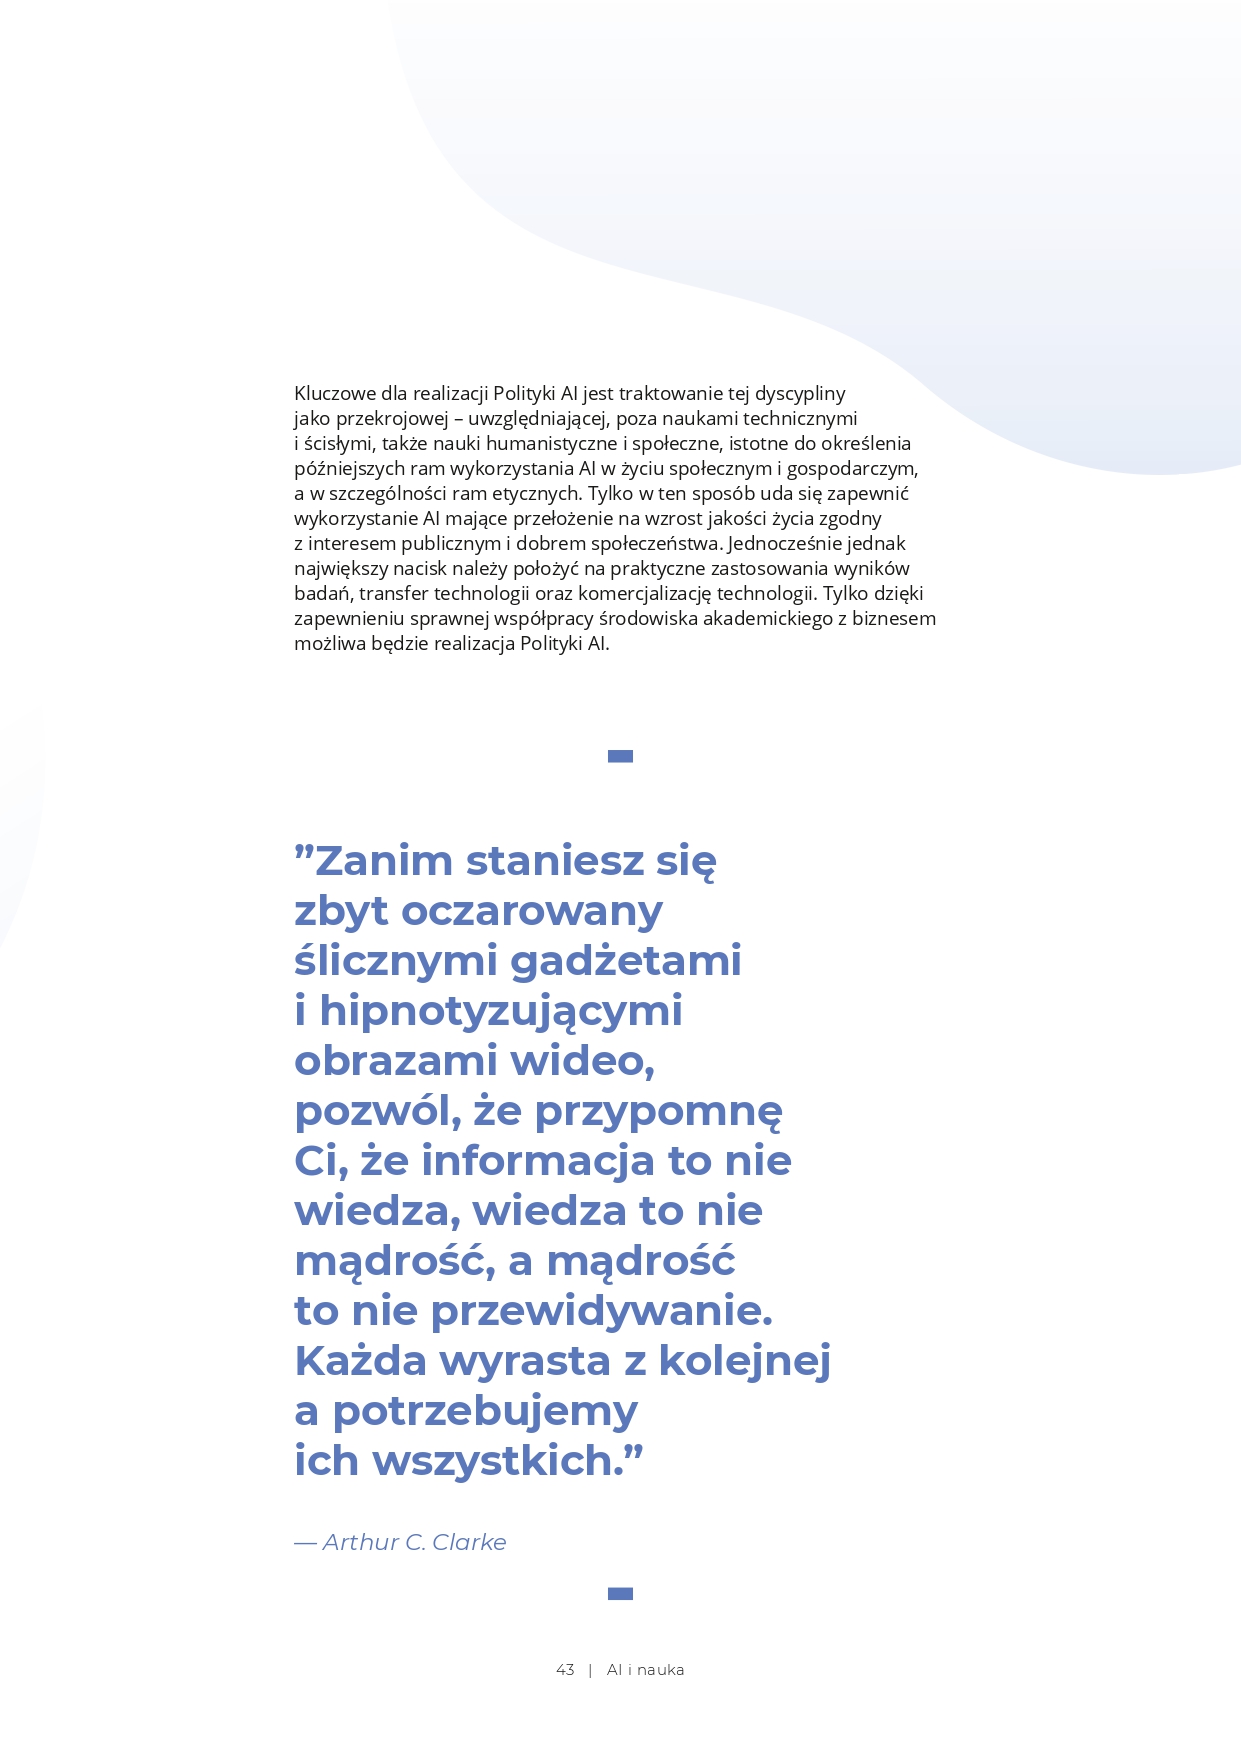 Kluczowe dla realizacji Polityki AI jest traktowanie tej dyscypliny
jako przekrojowej – uwzględniającej, poza naukami technicznymi
i ścisłymi, także nauki humanistyczne i społeczne, istotne do określenia
późniejszych ram wykorzystania AI w życiu społecznym i gospodarczym,
a w szczególności ram etycznych. Tylko w ten sposób uda się zapewnić
wykorzystanie AI mające przełożenie na wzrost jakości życia zgodny
z interesem publicznym i dobrem społeczeństwa. Jednocześnie jednak
największy nacisk należy położyć na praktyczne zastosowania wyników
badań, transfer technologii oraz komercjalizację technologii. Tylko dzięki
zapewnieniu sprawnej współpracy środowiska akademickiego z biznesem
możliwa będzie realizacja Polityki AI.
”Zanim staniesz się
zbyt oczarowany
ślicznymi gadżetami
i hipnotyzującymi
obrazami wideo,
pozwól, że przypomnę
Ci, że informacja to nie
wiedza, wiedza to nie
mądrość, a mądrość
to nie przewidywanie.
Każda wyrasta z kolejnej
a potrzebujemy
ich wszystkich.”
— Arthur C. Clarke
43 | AI i nauka